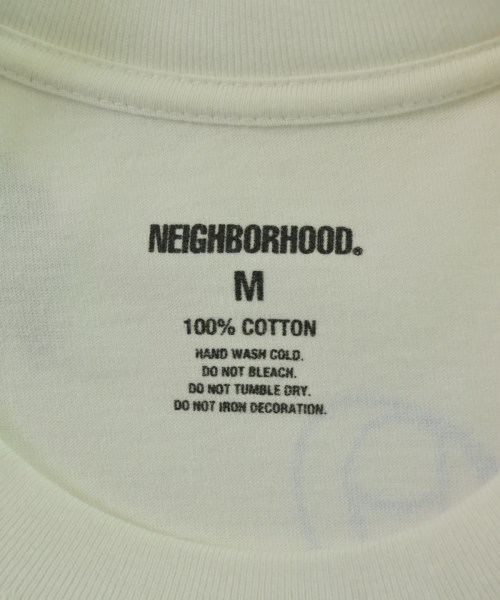 NEIGHBORHOOD®
M
100% COTTON
HAND WASH COLD.
DO NOT BLEACH.
DO NOT TUMBLE DRY.
DO NOT IRON DECORATION.